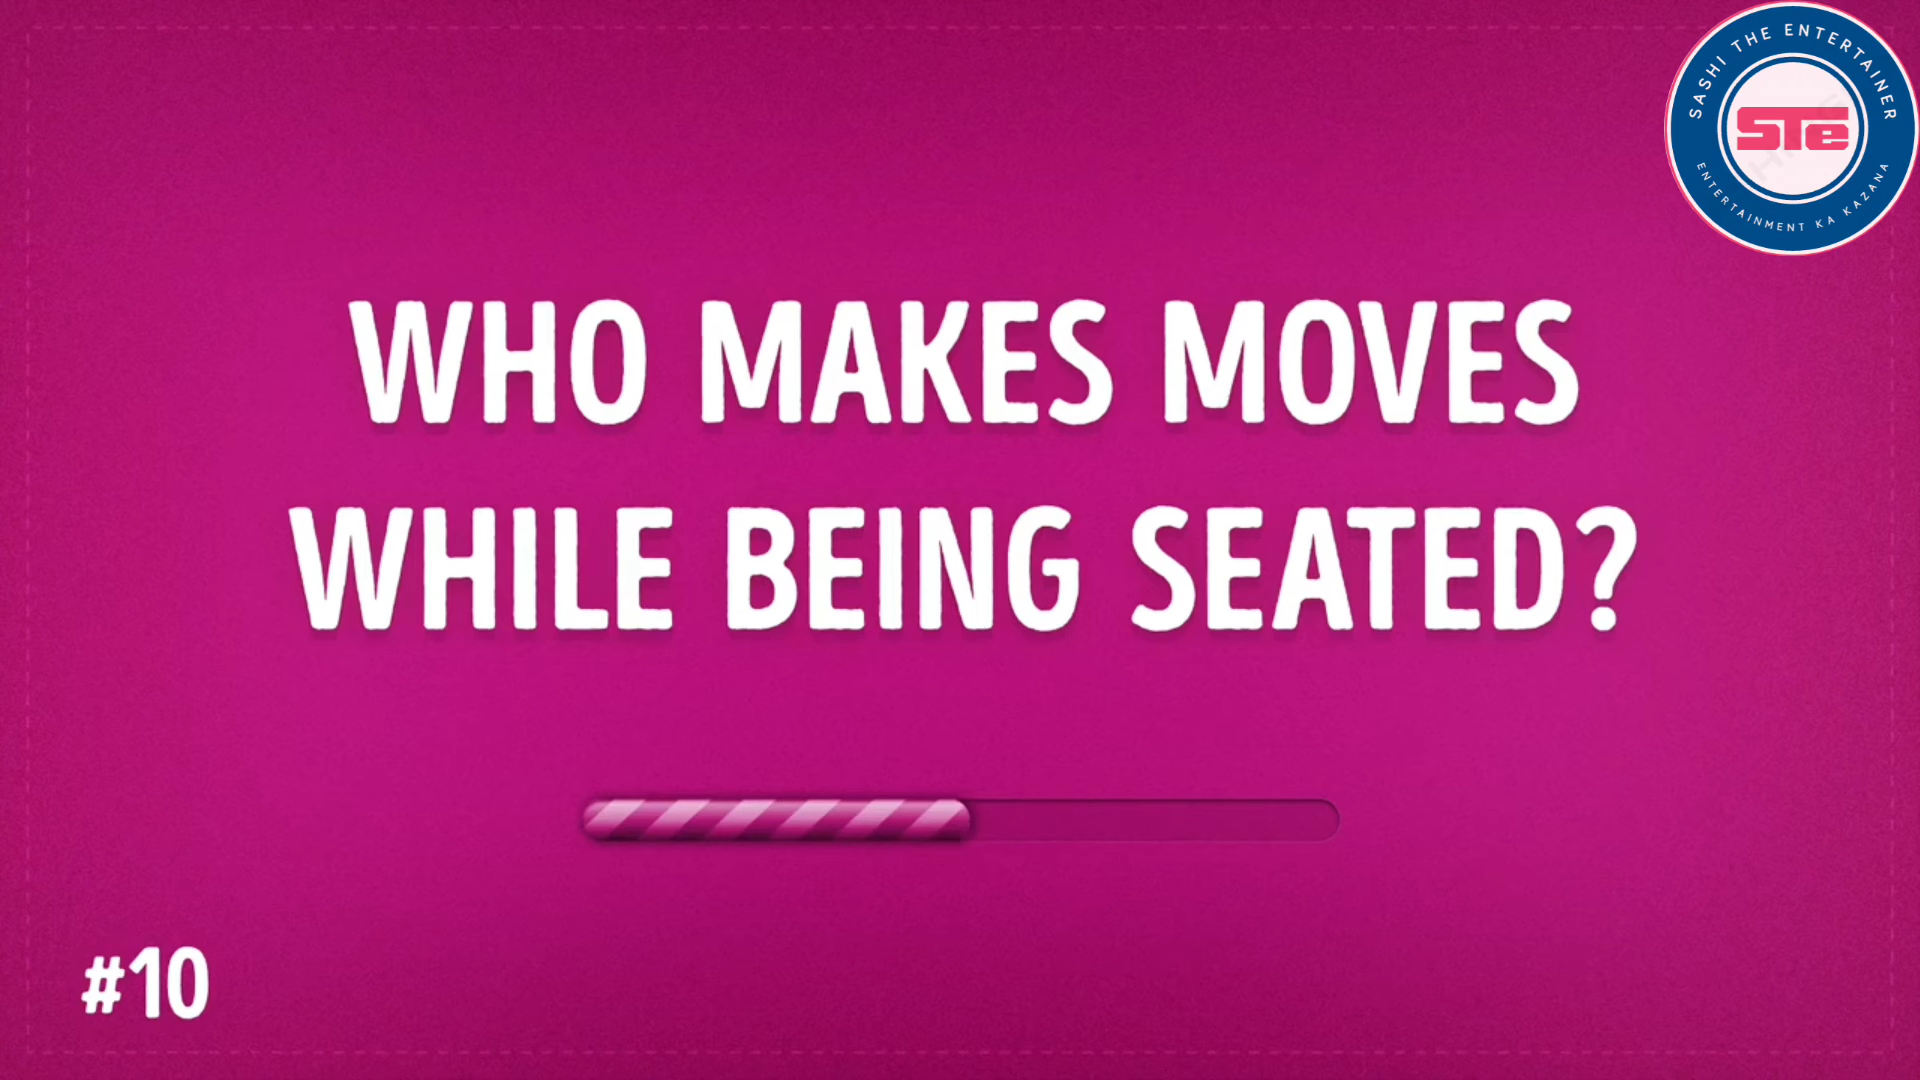 SASHI THE ENTERTAINER
STe
ENTERTAINMENT KA KAZANA
WHO MAKES MOVES
WHILE BEING SEATED?
#10